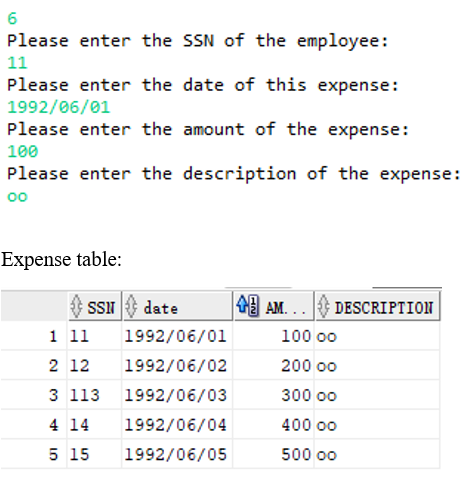 6
Please enter the SSN of the employee:
11
Please enter the date of this expense:
1992/06/01
Please enter the amount of the expense:
100
Please enter the description of the expense:
oo
Expense table:
SSN date AM... DESCRIPTION
1 11 1992/06/01 100 oo
2 12 1992/06/02 200 oo
3 113 1992/06/03 300 oo
4 14 1992/06/04 400 oo
5 15 1992/06/05 500 oo